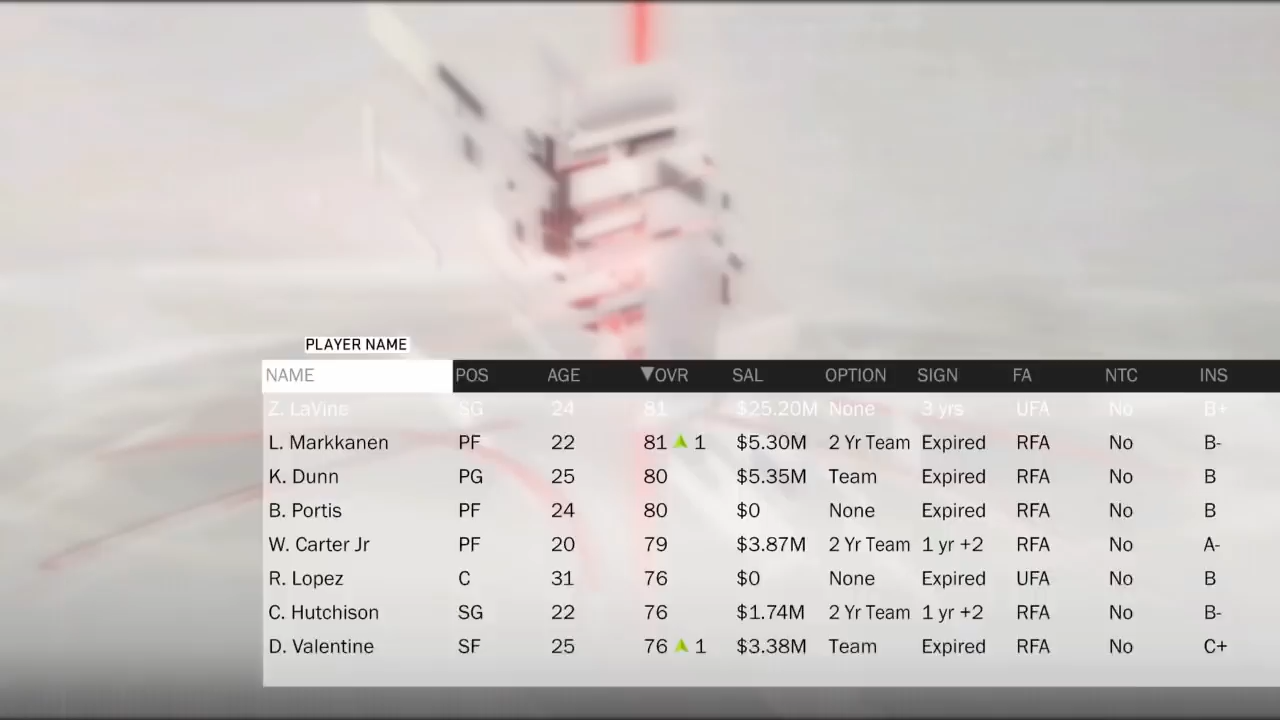 PLAYER NAME
NAME POS AGE ▼OVR SAL OPTION SIGN FA NTC INS
Z. LaVine SG 24 81 $25.20M None 3 yrs UFA No B+
L. Markkanen PF 22 81 ▲ 1 $5.30M 2 Yr Team Expired RFA No B-
K. Dunn PG 25 80 $5.35M Team Expired RFA No B
B. Portis PF 24 80 $0 None Expired RFA No B
W. Carter Jr PF 20 79 $3.87M 2 Yr Team 1 yr +2 RFA No A-
R. Lopez C 31 76 $0 None Expired UFA No B
C. Hutchison SG 22 76 $1.74M 2 Yr Team 1 yr +2 RFA No B-
D. Valentine SF 25 76 ▲ 1 $3.38M Team Expired RFA No C+